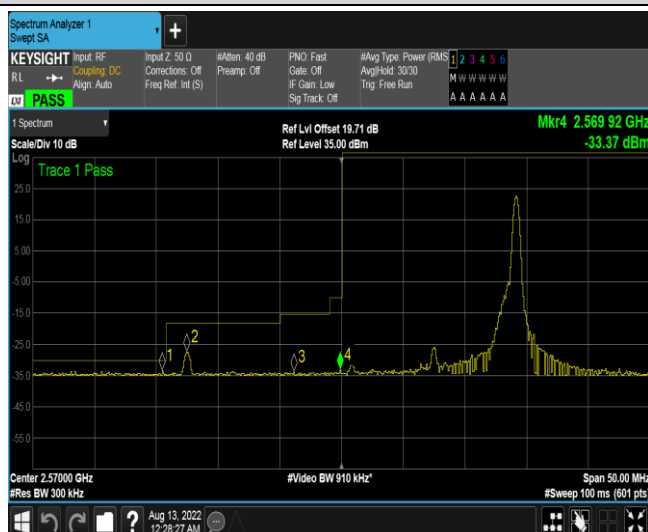 Spectrum Analyzer 1
Swept SA
+
KEYSIGHT
RL
LXI PASS
Input: RF
Coupling: DC
Align: Auto
Input Z: 50 Ω
Corrections: Off
Freq Ref: Int (S)
#Atten: 40 dB
Preamp: Off
PNO: Fast
Gate: Off
IF Gain: Low
Sig Track: Off
#Avg Type: Power (RMS
Avg|Hold: 30/30
Trig: Free Run
1 2 3 4 5 6
M W W W W W
A A A A A A
1 Spectrum
Scale/Div 10 dB
Ref Lvl Offset 19.71 dB
Ref Level 35.00 dBm
Mkr4 2.569 92 GHz
-33.37 dBm
Log
Trace 1 Pass
25.0
15.0
5.00
-5.00
-15.0
-25.0
-35.0
-45.0
-55.0
1
2
3
4
Center 2.57000 GHz
#Res BW 300 kHz
#Video BW 910 kHz*
Span 50.00 MHz
#Sweep 100 ms (601 pts)
?
Aug 13, 2022
12:28:27 AM